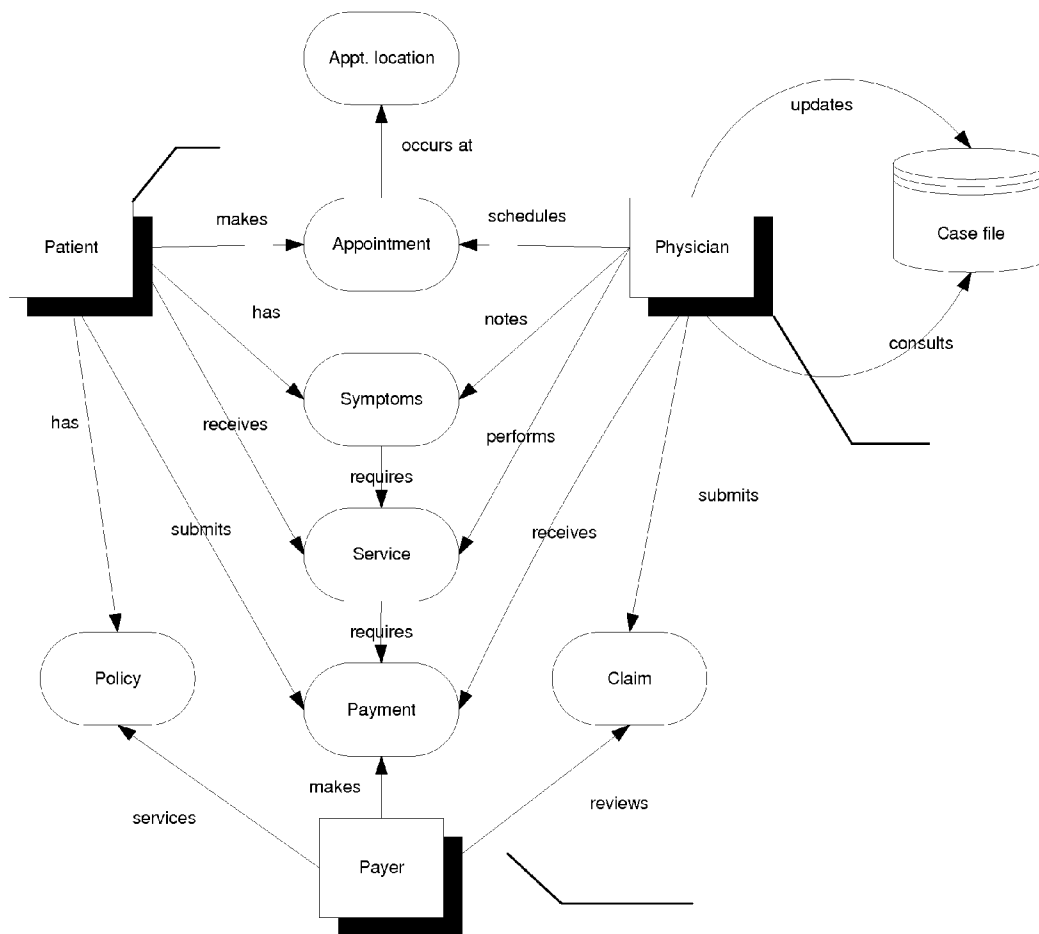 Appt. location
updates
occurs at
makes
schedules
Patient
Appointment
Physician
Case file
has
notes
consults
Symptoms
has
receives
performs
requires
submits
submits
receives
Service
requires
Policy
Claim
Payment
makes
reviews
services
Payer